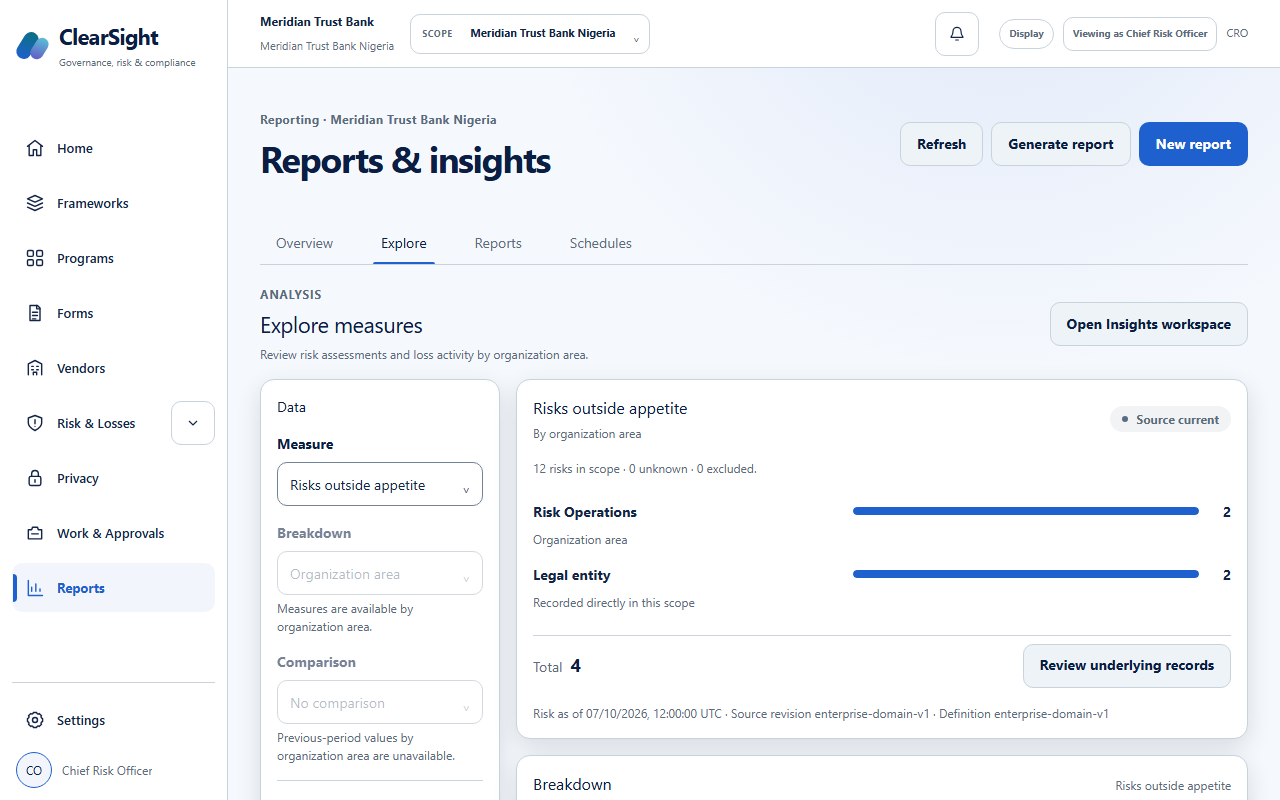 ClearSight
Governance, risk & compliance
Home
Frameworks
Programs
Forms
Vendors
Risk & Losses
Privacy
Work & Approvals
Reports
Settings
CO
Chief Risk Officer
Meridian Trust Bank
Meridian Trust Bank Nigeria
SCOPE
Meridian Trust Bank Nigeria
Display
Viewing as Chief Risk Officer
CRO
Reporting · Meridian Trust Bank Nigeria
Reports & insights
Refresh
Generate report
New report
Overview
Explore
Reports
Schedules
ANALYSIS
Explore measures
Review risk assessments and loss activity by organization area.
Open Insights workspace
Data
Measure
Risks outside appetite
Breakdown
Organization area
Measures are available by
organization area.
Comparison
No comparison
Previous-period values by
organization area are unavailable.
Risks outside appetite
By organization area
Source current
12 risks in scope · 0 unknown · 0 excluded.
Risk Operations
2
Organization area
Legal entity
2
Recorded directly in this scope
Total 4
Review underlying records
Risk as of 07/10/2026, 12:00:00 UTC · Source revision enterprise-domain-v1 · Definition enterprise-domain-v1
Breakdown
Risks outside appetite